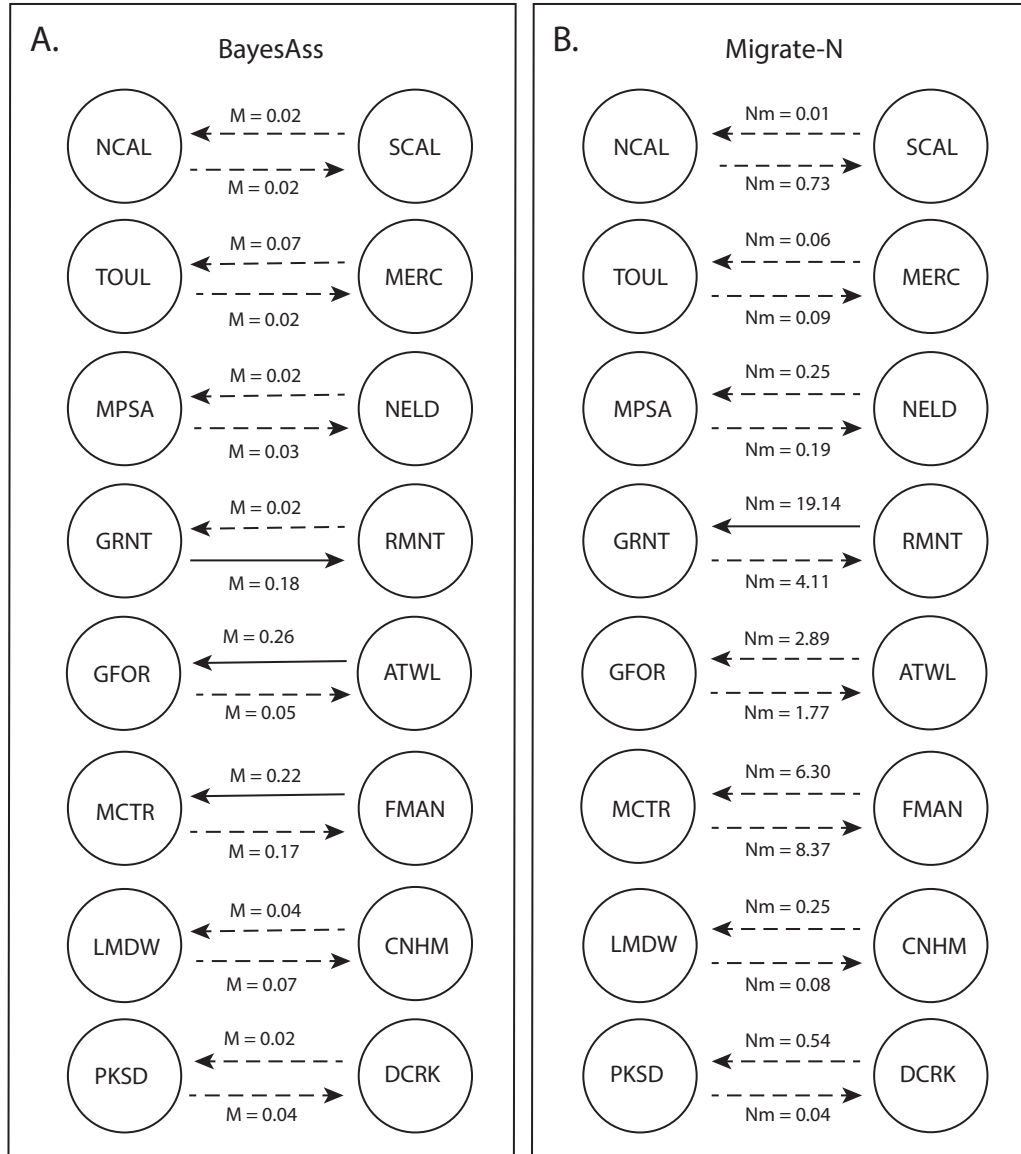 A.
BayesAss
NCAL
M = 0.02
M = 0.02
SCAL
TOUL
M = 0.07
M = 0.02
MERC
MPSA
M = 0.02
M = 0.03
NELD
GRNT
M = 0.02
M = 0.18
RMNT
GFOR
M = 0.26
M = 0.05
ATWL
MCTR
M = 0.22
M = 0.17
FMAN
LMDW
M = 0.04
M = 0.07
CNHM
PKSD
M = 0.02
M = 0.04
DCRK
B.
Migrate-N
NCAL
Nm = 0.01
Nm = 0.73
SCAL
TOUL
Nm = 0.06
Nm = 0.09
MERC
MPSA
Nm = 0.25
Nm = 0.19
NELD
GRNT
Nm = 19.14
Nm = 4.11
RMNT
GFOR
Nm = 2.89
Nm = 1.77
ATWL
MCTR
Nm = 6.30
Nm = 8.37
FMAN
LMDW
Nm = 0.25
Nm = 0.08
CNHM
PKSD
Nm = 0.54
Nm = 0.04
DCRK